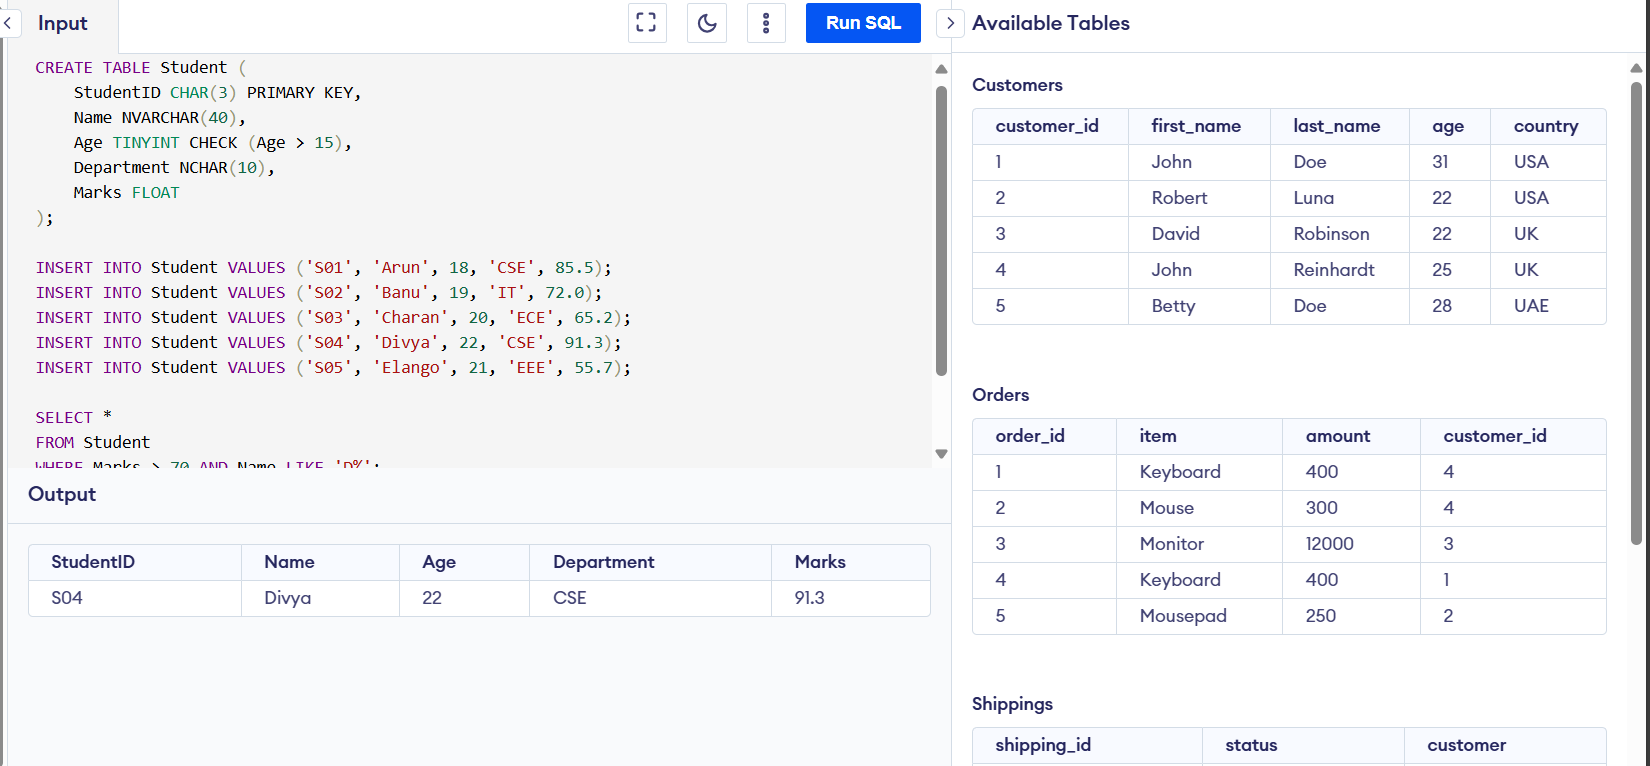 Input
Run SQL
CREATE TABLE Student (
    StudentID CHAR(3) PRIMARY KEY,
    Name NVARCHAR(40),
    Age TINYINT CHECK (Age > 15),
    Department NCHAR(10),
    Marks FLOAT
);
INSERT INTO Student VALUES ('S01', 'Arun', 18, 'CSE', 85.5);
INSERT INTO Student VALUES ('S02', 'Banu', 19, 'IT', 72.0);
INSERT INTO Student VALUES ('S03', 'Charan', 20, 'ECE', 65.2);
INSERT INTO Student VALUES ('S04', 'Divya', 22, 'CSE', 91.3);
INSERT INTO Student VALUES ('S05', 'Elango', 21, 'EEE', 55.7);
SELECT *
FROM Student
WHERE Marks > 70 AND Name LIKE 'D%';
Output
StudentID Name Age Department Marks
S04 Divya 22 CSE 91.3
Available Tables
Customers
customer_id first_name last_name age country
1 John Doe 31 USA
2 Robert Luna 22 USA
3 David Robinson 22 UK
4 John Reinhardt 25 UK
5 Betty Doe 28 UAE
Orders
order_id item amount customer_id
1 Keyboard 400 4
2 Mouse 300 4
3 Monitor 12000 3
4 Keyboard 400 1
5 Mousepad 250 2
Shippings
shipping_id status customer